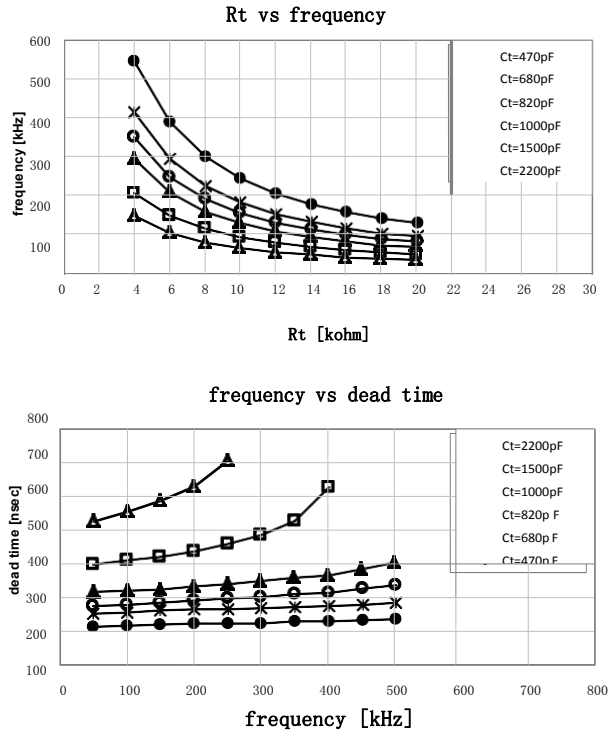 Rt vs frequency
600
500
400
300
200
100
frequency [kHz]
Ct=470pF
Ct=680pF
Ct=820pF
Ct=1000pF
Ct=1500pF
Ct=2200pF
0 2 4 6 8 10 12 14 16 18 20 22 24 26 28 30
Rt [kohm]
frequency vs dead time
800
700
600
500
400
300
200
100
dead time [nsec]
Ct=2200pF
Ct=1500pF
Ct=1000pF
Ct=820p F
Ct=680p F
Ct=470p F
0 100 200 300 400 500 600 700 800
frequency [kHz]